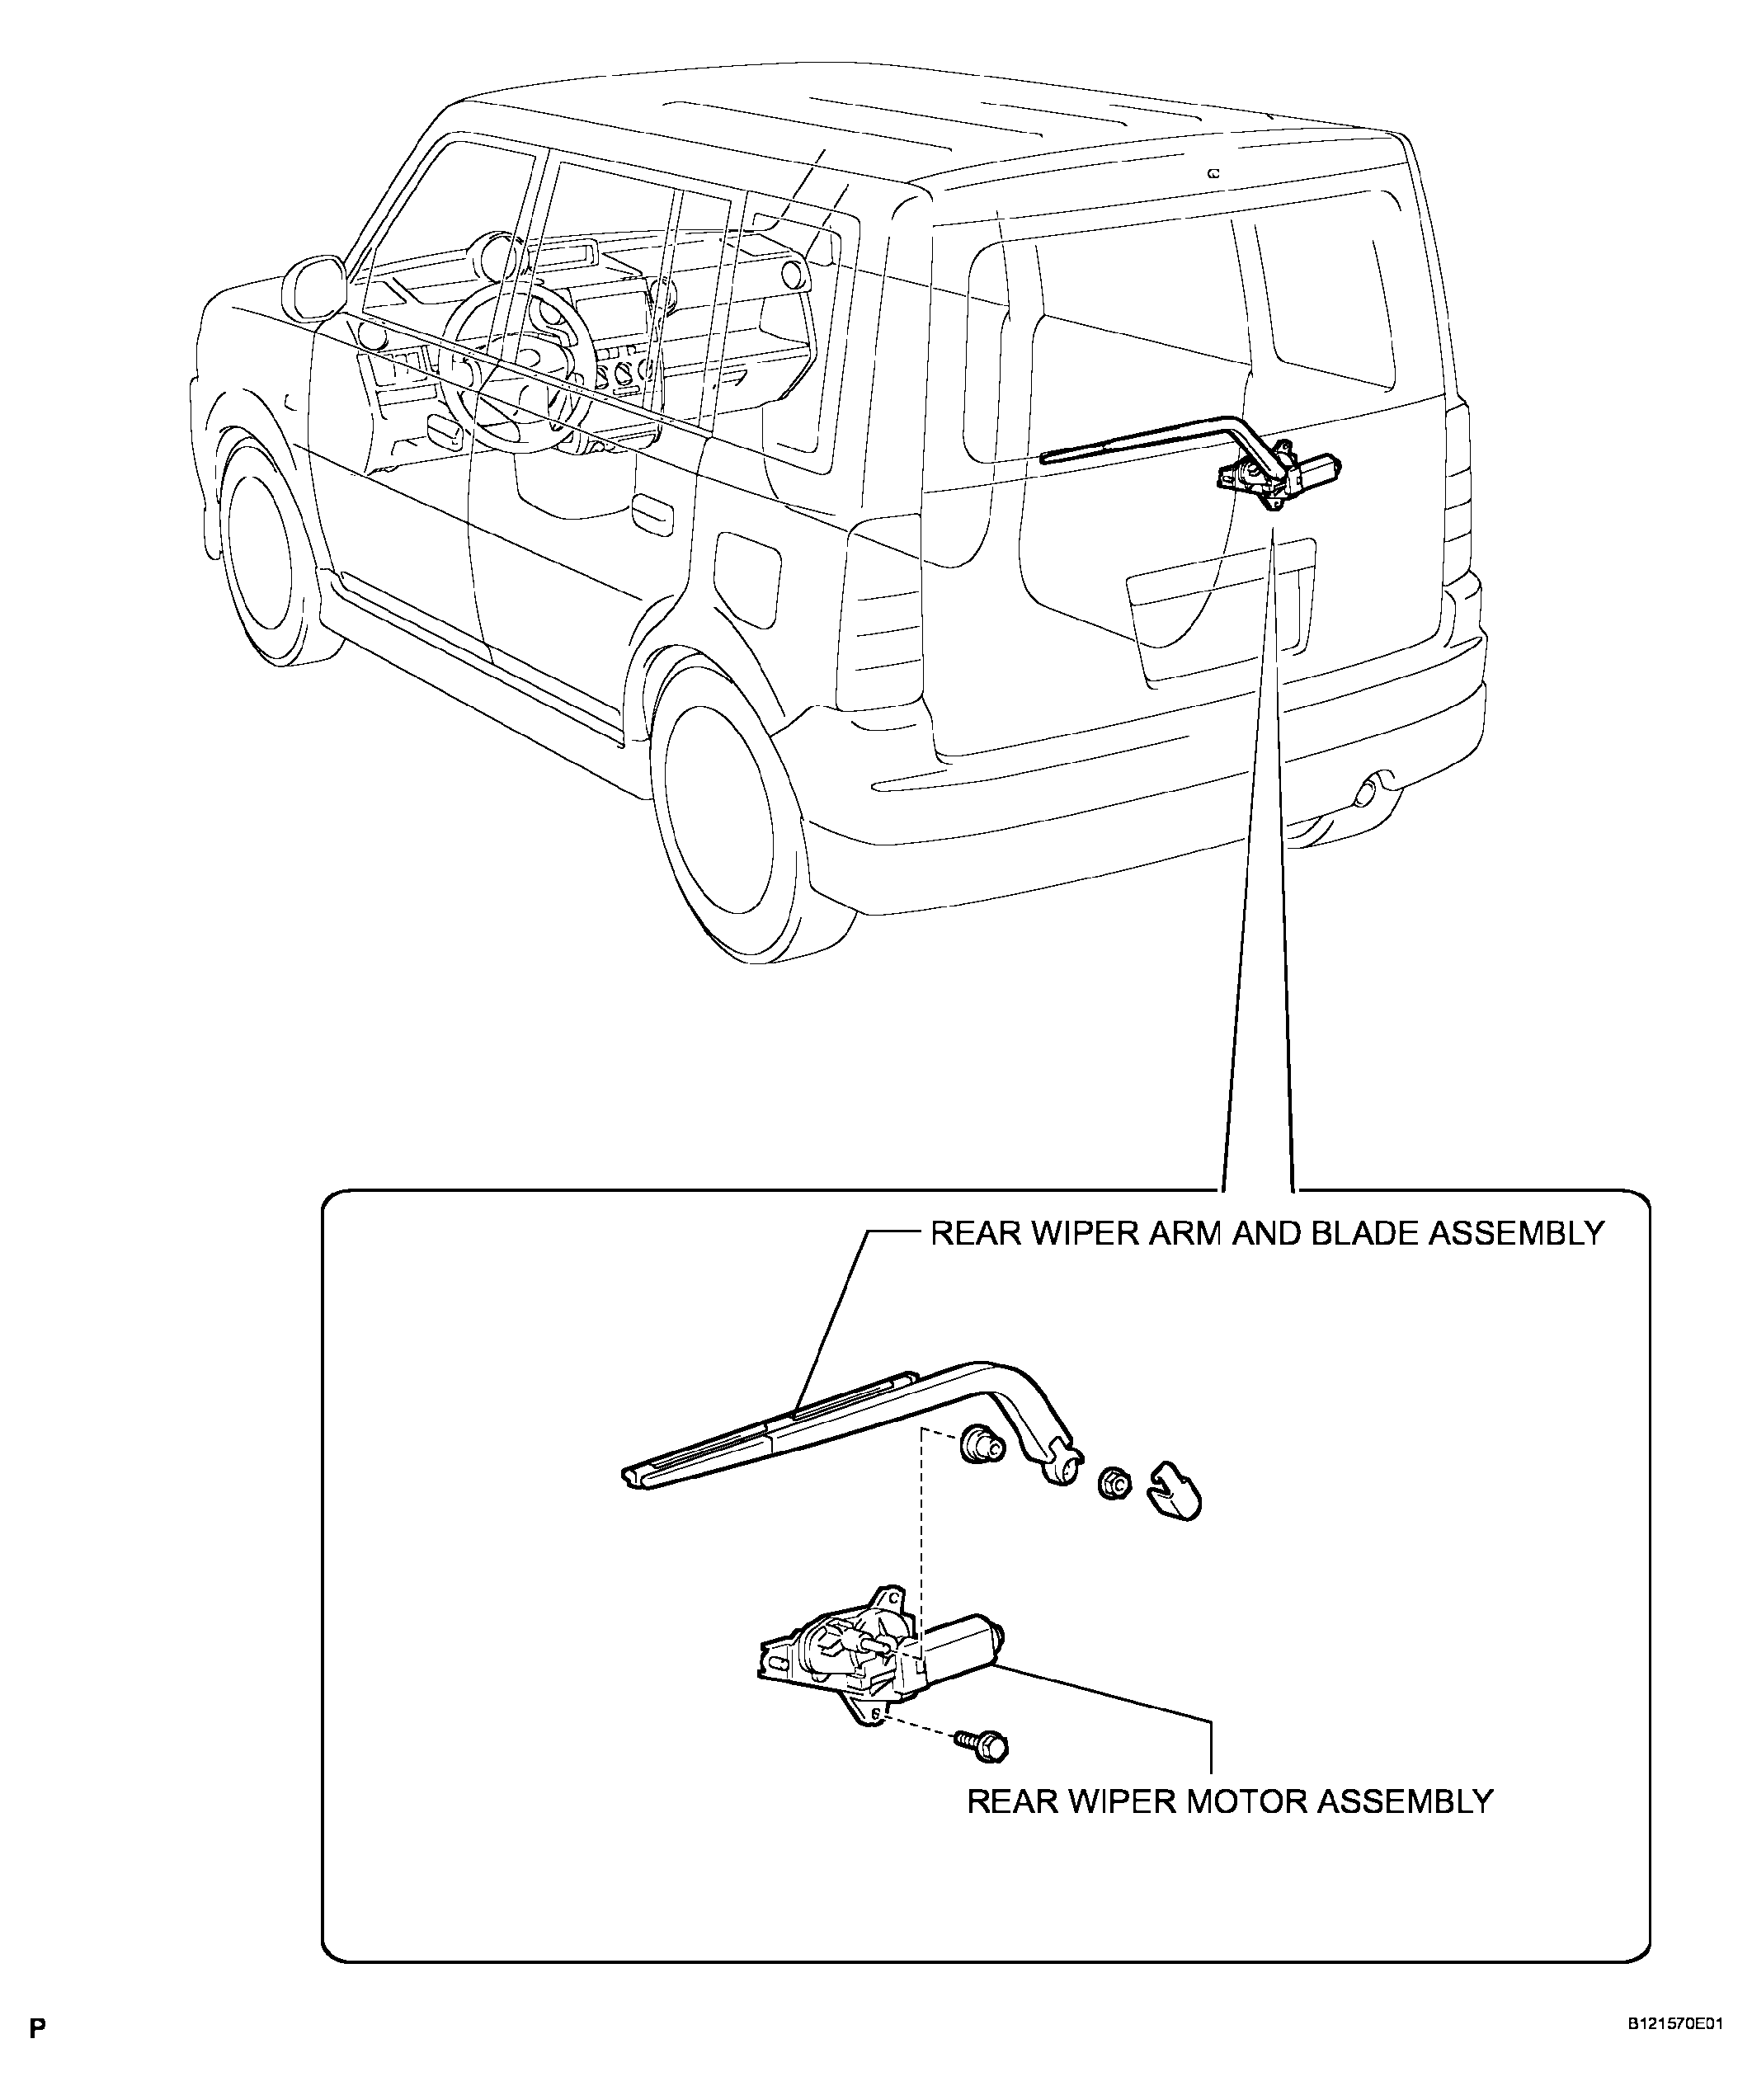 REAR WIPER ARM AND BLADE ASSEMBLY
REAR WIPER MOTOR ASSEMBLY
P
B121570E01